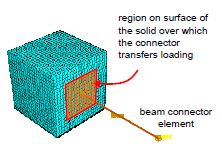 region on surface of
the solid over which
the connector
transfers loading
beam connector
element